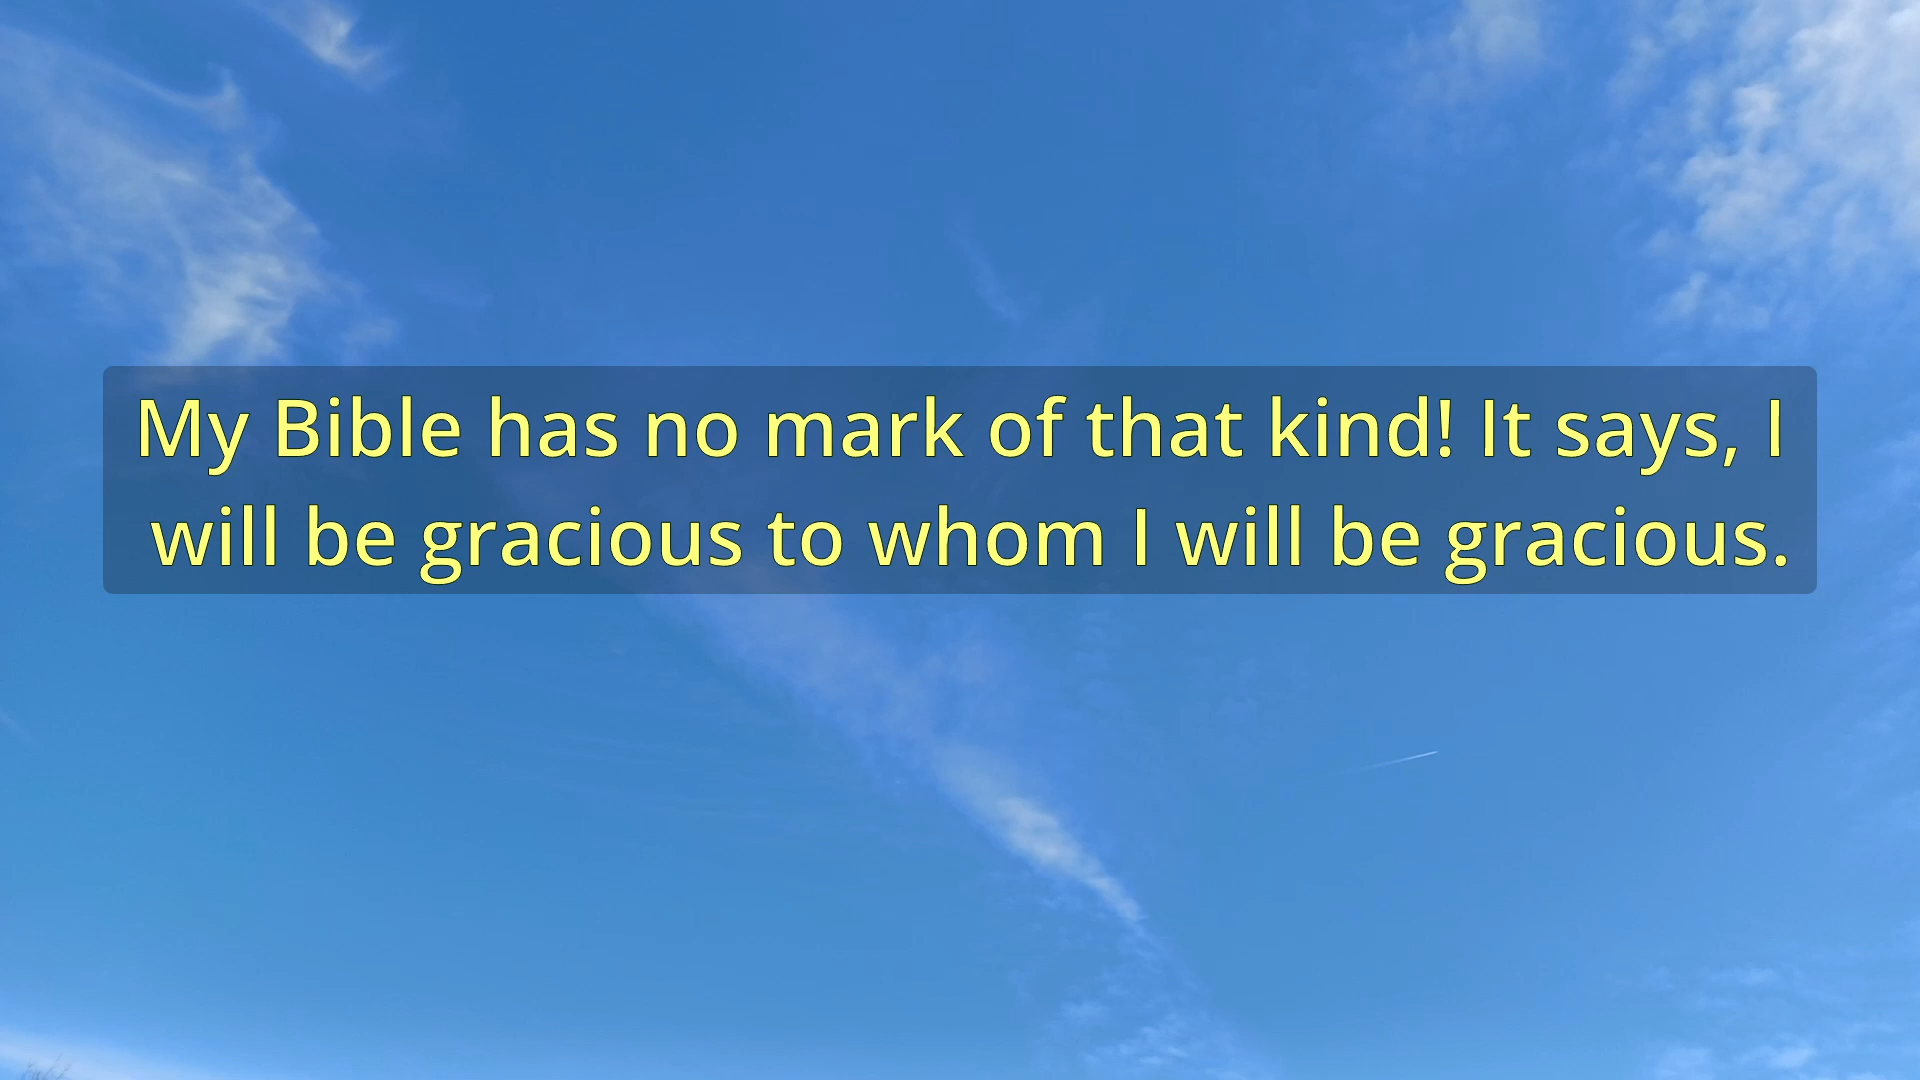 My Bible has no mark of that kind! It says, I
will be gracious to whom I will be gracious.